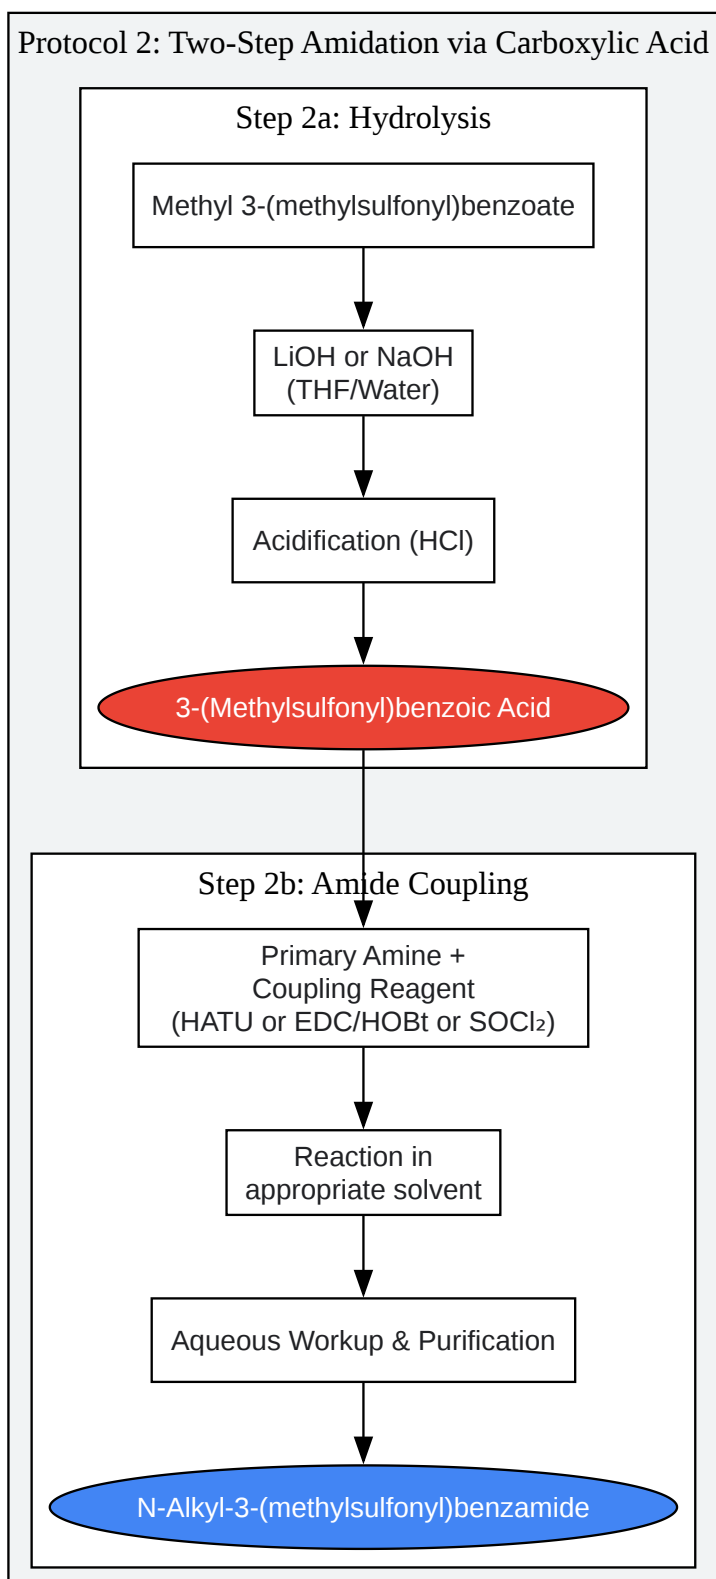 Protocol 2: Two-Step Amidation via Carboxylic Acid
Step 2a: Hydrolysis
Methyl 3-(methylsulfonyl)benzoate
LiOH or NaOH
(THF/Water)
Acidification (HCl)
3-(Methylsulfonyl)benzoic Acid
Step 2b: Amide Coupling
Primary Amine +
Coupling Reagent
(HATU or EDC/HOBt or SOCl₂)
Reaction in
appropriate solvent
Aqueous Workup & Purification
N-Alkyl-3-(methylsulfonyl)benzamide